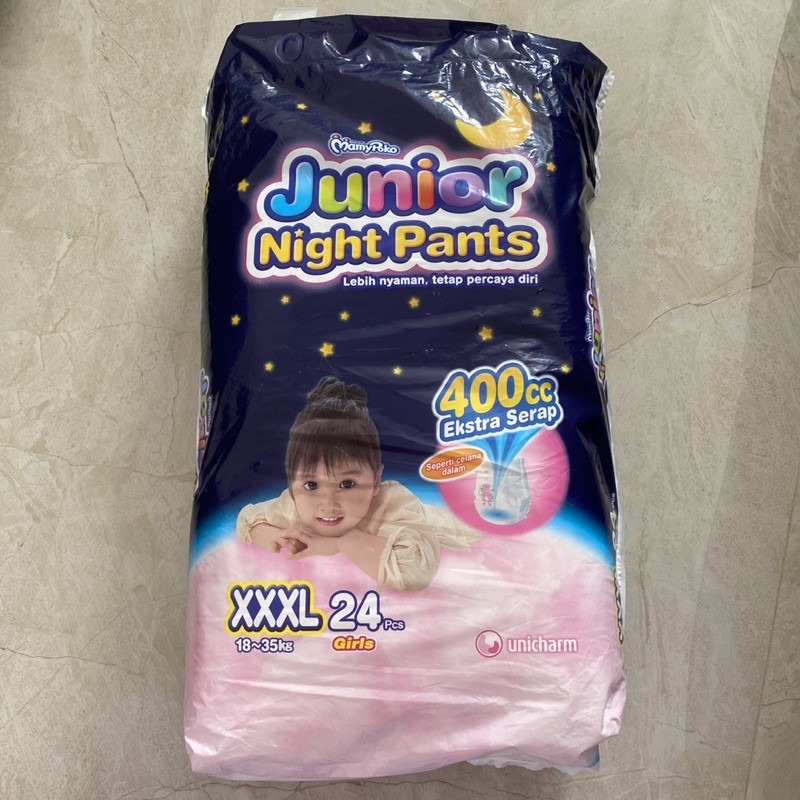 MamyPoko
Junior
Night Pants
Lebih nyaman, tetap percaya diri
400cc
Ekstra Serap
Seperti celana
dalam
XXXL 24 Pcs
18~35kg Girls
unicharm